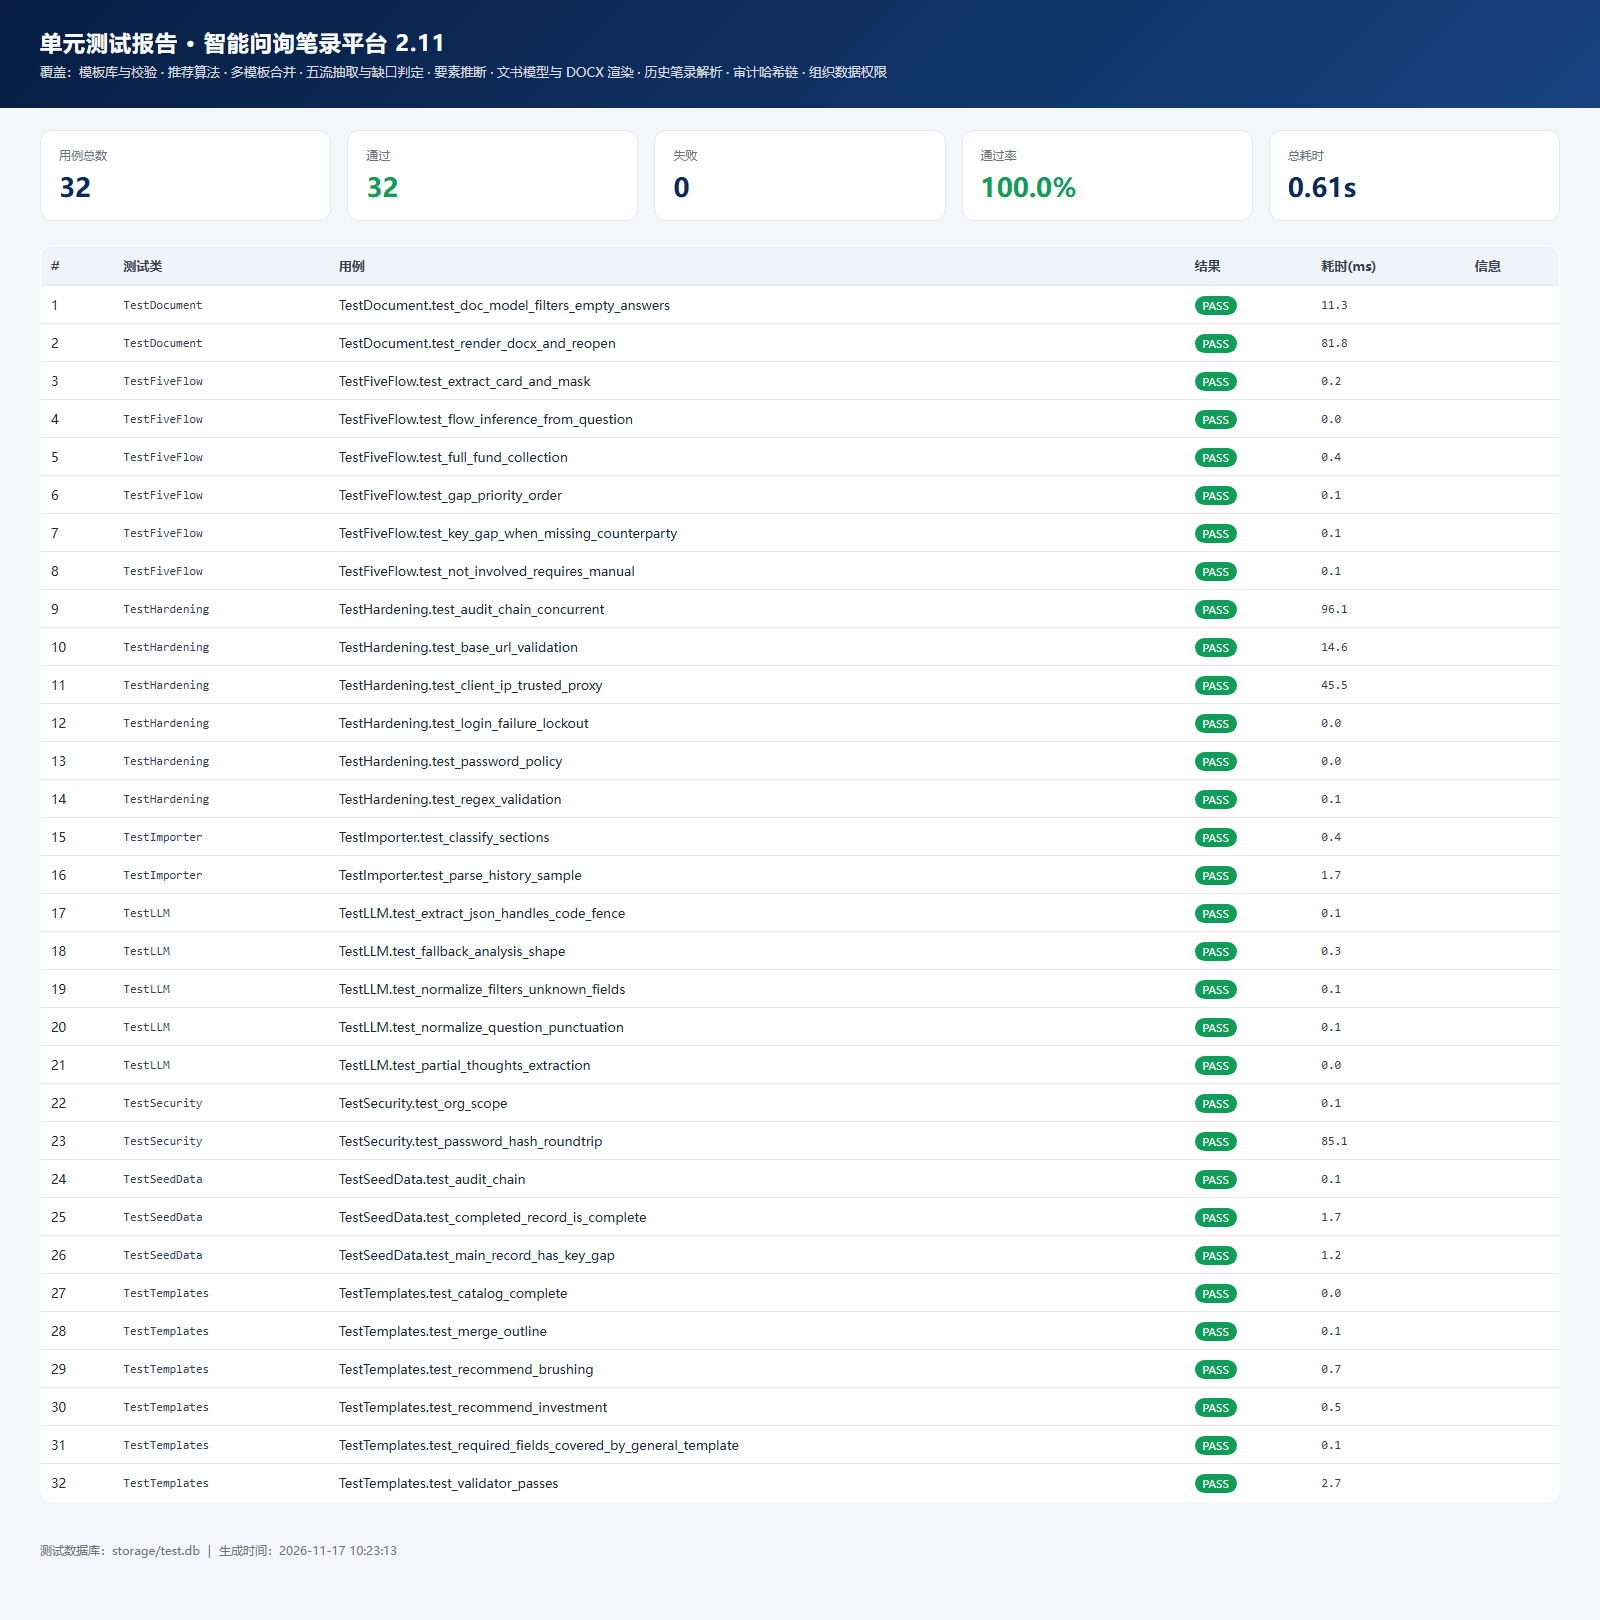 单元测试报告 · 智能问询笔录平台 2.11
覆盖：模板库与校验 · 推荐算法 · 多模板合并 · 五流抽取与缺口判定 · 要素推断 · 文书模型与 DOCX 渲染 · 历史笔录解析 · 审计哈希链 · 组织数据权限
用例总数
32
通过
32
失败
0
通过率
100.0%
总耗时
0.61s
# 测试类 用例 结果 耗时(ms) 信息
1 TestDocument TestDocument.test_doc_model_filters_empty_answers PASS 11.3
2 TestDocument TestDocument.test_render_docx_and_reopen PASS 81.8
3 TestFiveFlow TestFiveFlow.test_extract_card_and_mask PASS 0.2
4 TestFiveFlow TestFiveFlow.test_flow_inference_from_question PASS 0.0
5 TestFiveFlow TestFiveFlow.test_full_fund_collection PASS 0.4
6 TestFiveFlow TestFiveFlow.test_gap_priority_order PASS 0.1
7 TestFiveFlow TestFiveFlow.test_key_gap_when_missing_counterparty PASS 0.1
8 TestFiveFlow TestFiveFlow.test_not_involved_requires_manual PASS 0.1
9 TestHardening TestHardening.test_audit_chain_concurrent PASS 96.1
10 TestHardening TestHardening.test_base_url_validation PASS 14.6
11 TestHardening TestHardening.test_client_ip_trusted_proxy PASS 45.5
12 TestHardening TestHardening.test_login_failure_lockout PASS 0.0
13 TestHardening TestHardening.test_password_policy PASS 0.0
14 TestHardening TestHardening.test_regex_validation PASS 0.1
15 TestImporter TestImporter.test_classify_sections PASS 0.4
16 TestImporter TestImporter.test_parse_history_sample PASS 1.7
17 TestLLM TestLLM.test_extract_json_handles_code_fence PASS 0.1
18 TestLLM TestLLM.test_fallback_analysis_shape PASS 0.3
19 TestLLM TestLLM.test_normalize_filters_unknown_fields PASS 0.1
20 TestLLM TestLLM.test_normalize_question_punctuation PASS 0.1
21 TestLLM TestLLM.test_partial_thoughts_extraction PASS 0.0
22 TestSecurity TestSecurity.test_org_scope PASS 0.1
23 TestSecurity TestSecurity.test_password_hash_roundtrip PASS 85.1
24 TestSeedData TestSeedData.test_audit_chain PASS 0.1
25 TestSeedData TestSeedData.test_completed_record_is_complete PASS 1.7
26 TestSeedData TestSeedData.test_main_record_has_key_gap PASS 1.2
27 TestTemplates TestTemplates.test_catalog_complete PASS 0.0
28 TestTemplates TestTemplates.test_merge_outline PASS 0.1
29 TestTemplates TestTemplates.test_recommend_brushing PASS 0.7
30 TestTemplates TestTemplates.test_recommend_investment PASS 0.5
31 TestTemplates TestTemplates.test_required_fields_covered_by_general_template PASS 0.1
32 TestTemplates TestTemplates.test_validator_passes PASS 2.7
测试数据库：storage/test.db | 生成时间：2026-11-17 10:23:13